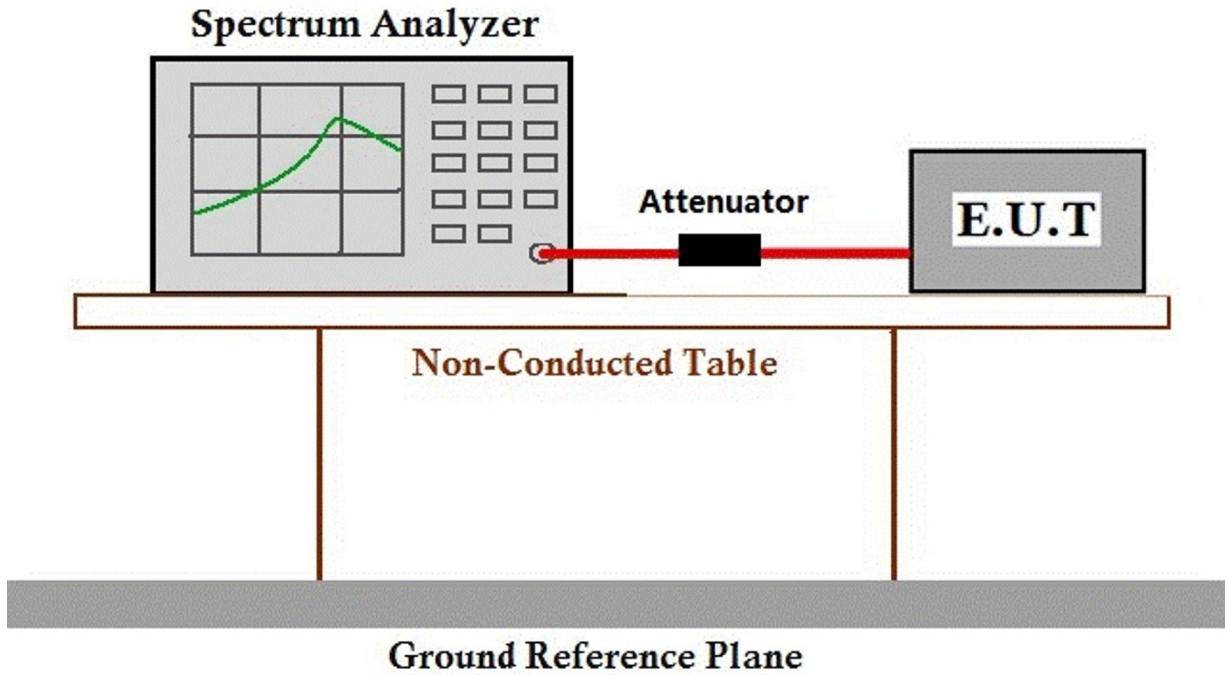 Spectrum Analyzer
Attenuator
E.U.T
Non-Conducted Table
Ground Reference Plane